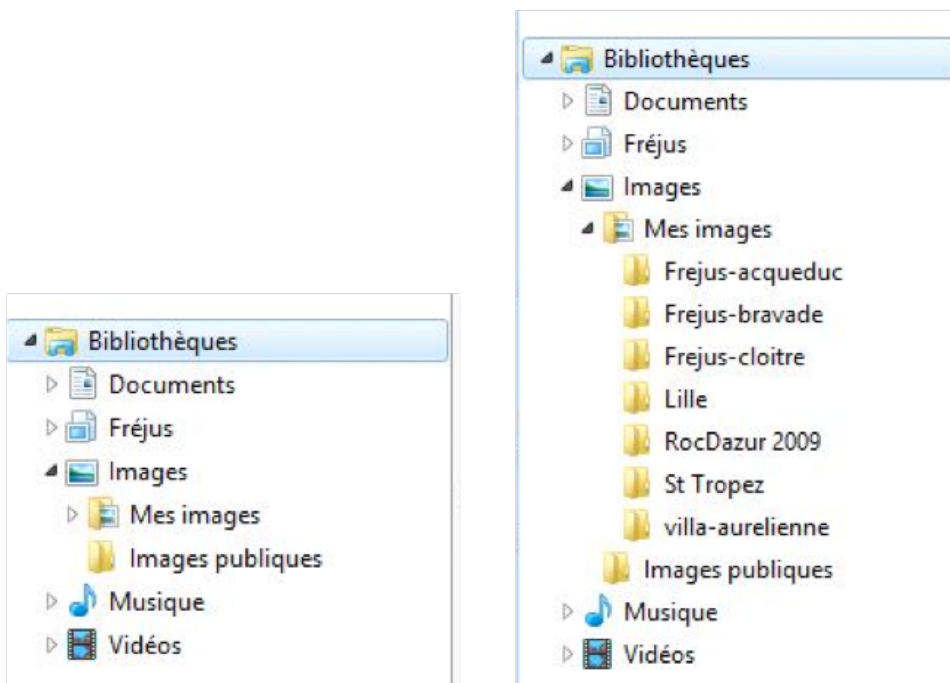 Bibliothèques
Documents
Fréjus
Images
Mes images
Images publiques
Musique
Vidéos
Bibliothèques
Documents
Fréjus
Images
Mes images
Frejus-acqueduc
Frejus-bravade
Frejus-cloitre
Lille
RocDazur 2009
St Tropez
villa-aurelienne
Images publiques
Musique
Vidéos